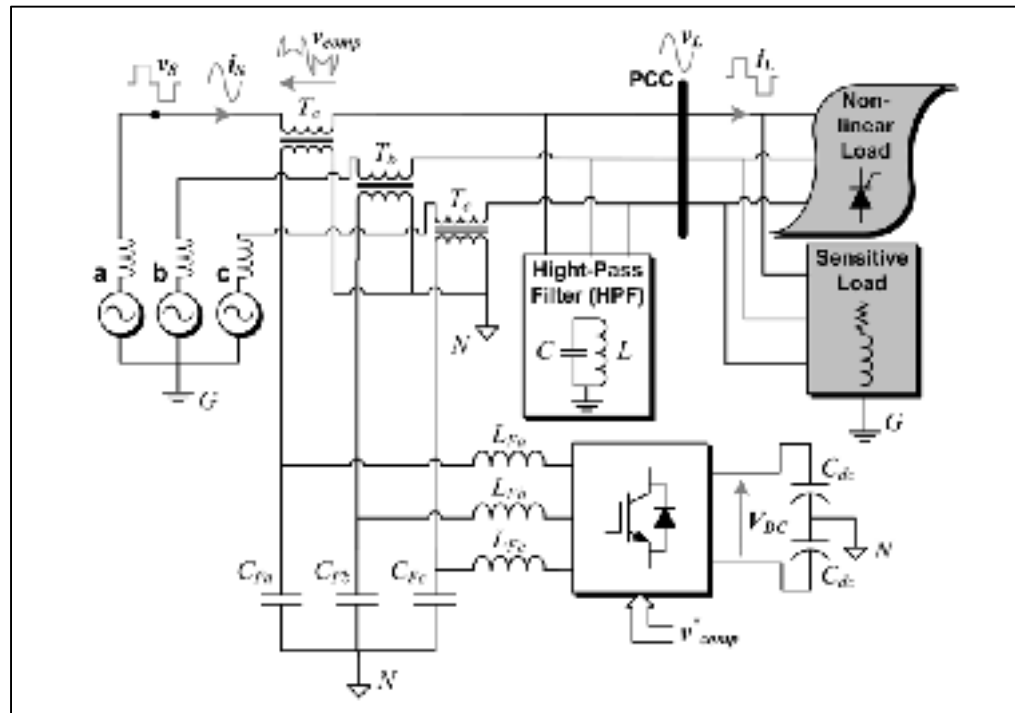 v_S
i_S
v_comp
v_L
i_L
PCC
T_a
T_b
T_c
Non-
linear
Load
a
b
c
Hight-Pass
Filter (HPF)
C
L
Sensitive
Load
N
G
G
L_Fa
L_Fc
C_dc
V_DC
N
C_dc
C_Fa
C_Fb
C_Fc
v*_comp
N